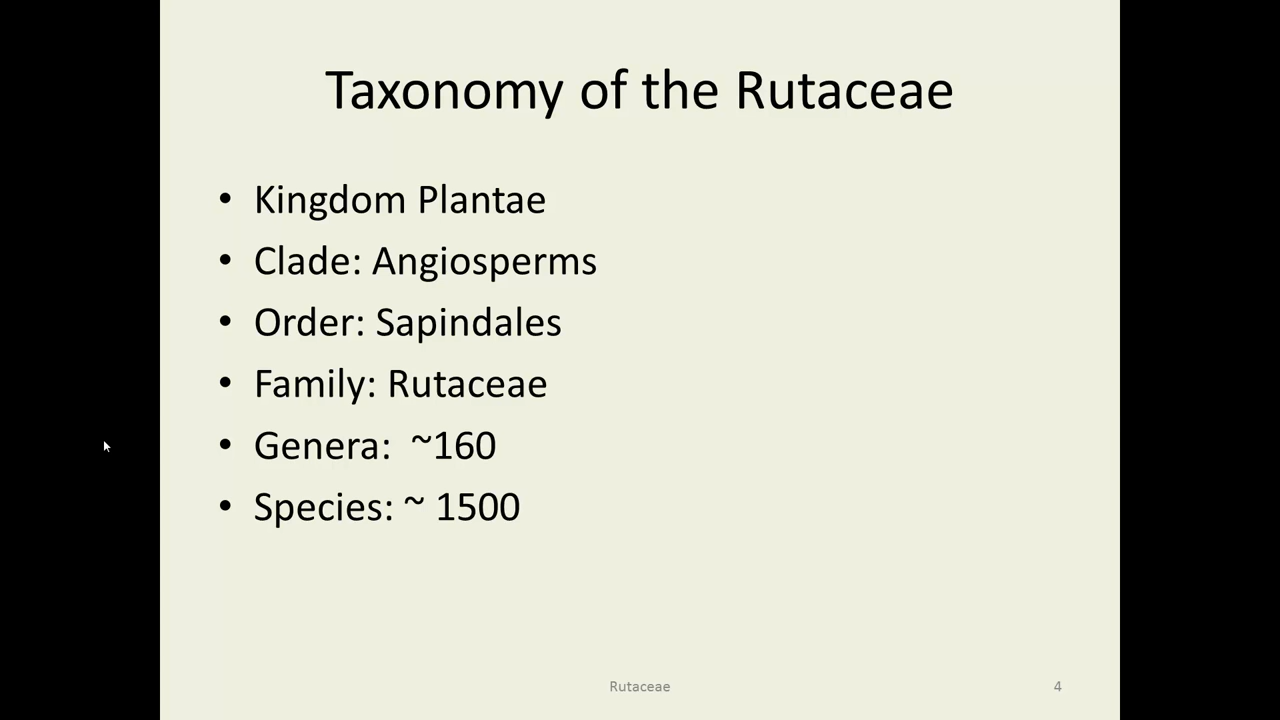 Taxonomy of the Rutaceae
• Kingdom Plantae
• Clade: Angiosperms
• Order: Sapindales
• Family: Rutaceae
• Genera:  ~160
• Species: ~ 1500
Rutaceae
4